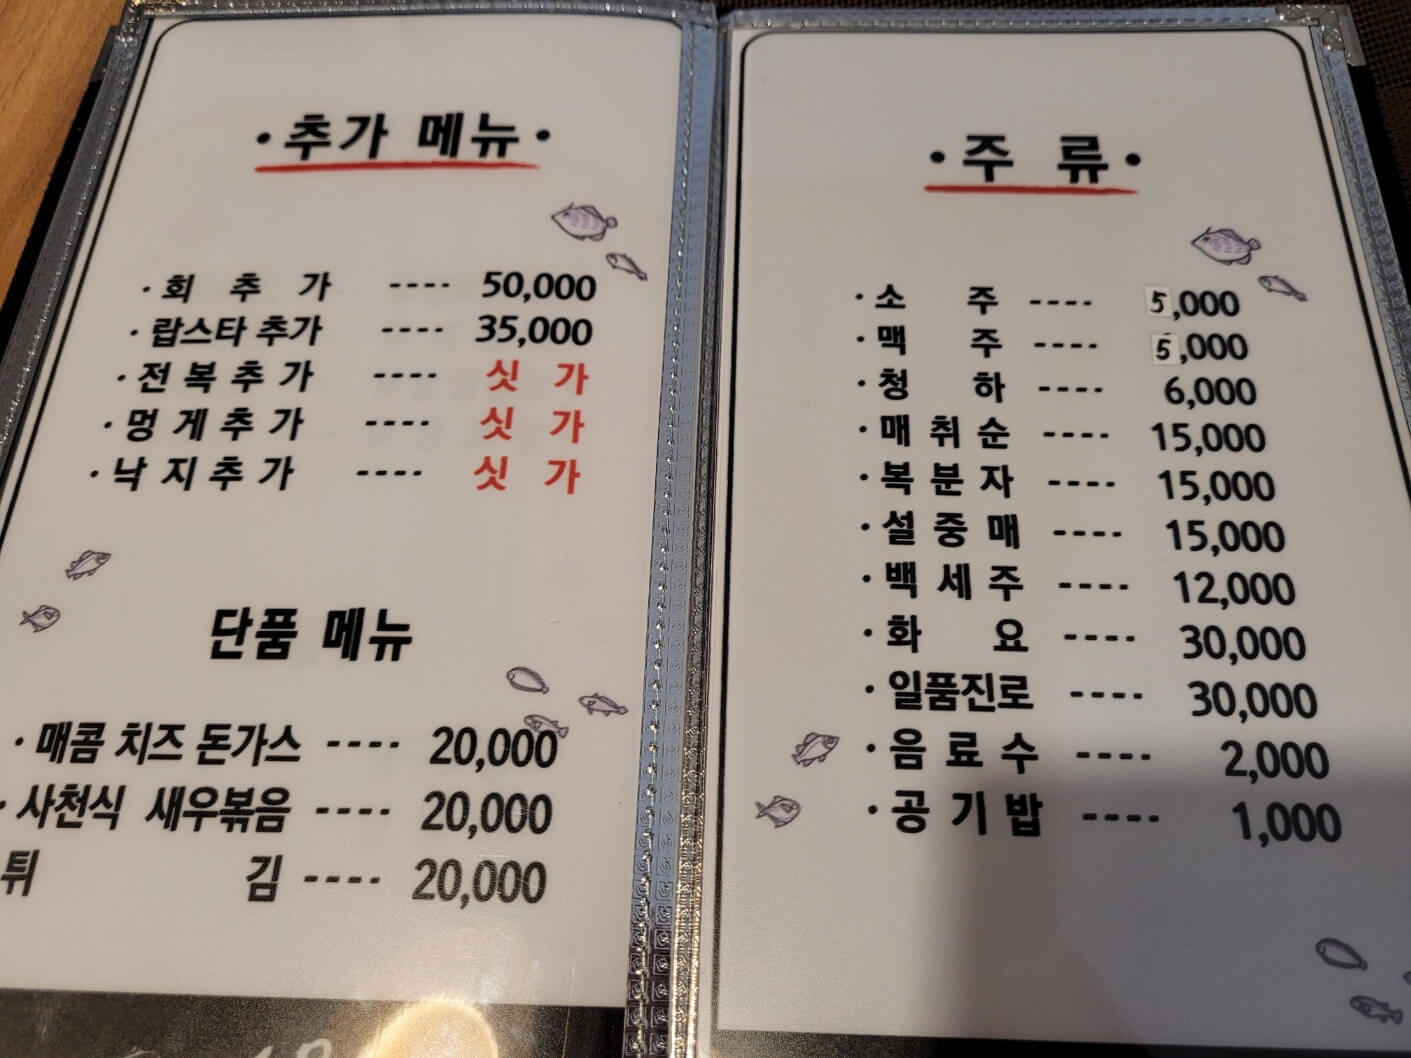 ·추가 메뉴·
·회 추 가 ---- 50,000
·랍스타 추가 ---- 35,000
·전 복 추 가 ---- 싯 가
·멍 게 추 가 ---- 싯 가
·낙 지 추 가 ---- 싯 가
단품 메뉴
·매콤 치즈 돈가스 ---- 20,000
·사천식 새우볶음 ---- 20,000
튀 김 ---- 20,000
·주 류·
·소 주 ---- 5,000
·맥 주 ---- 5,000
·청 하 ---- 6,000
·매 취 순 ---- 15,000
·복 분 자 ---- 15,000
·설 중 매 ---- 15,000
·백 세 주 ---- 12,000
·화 요 ---- 30,000
·일품진로 ---- 30,000
·음 료 수 ---- 2,000
·공 기 밥 ---- 1,000